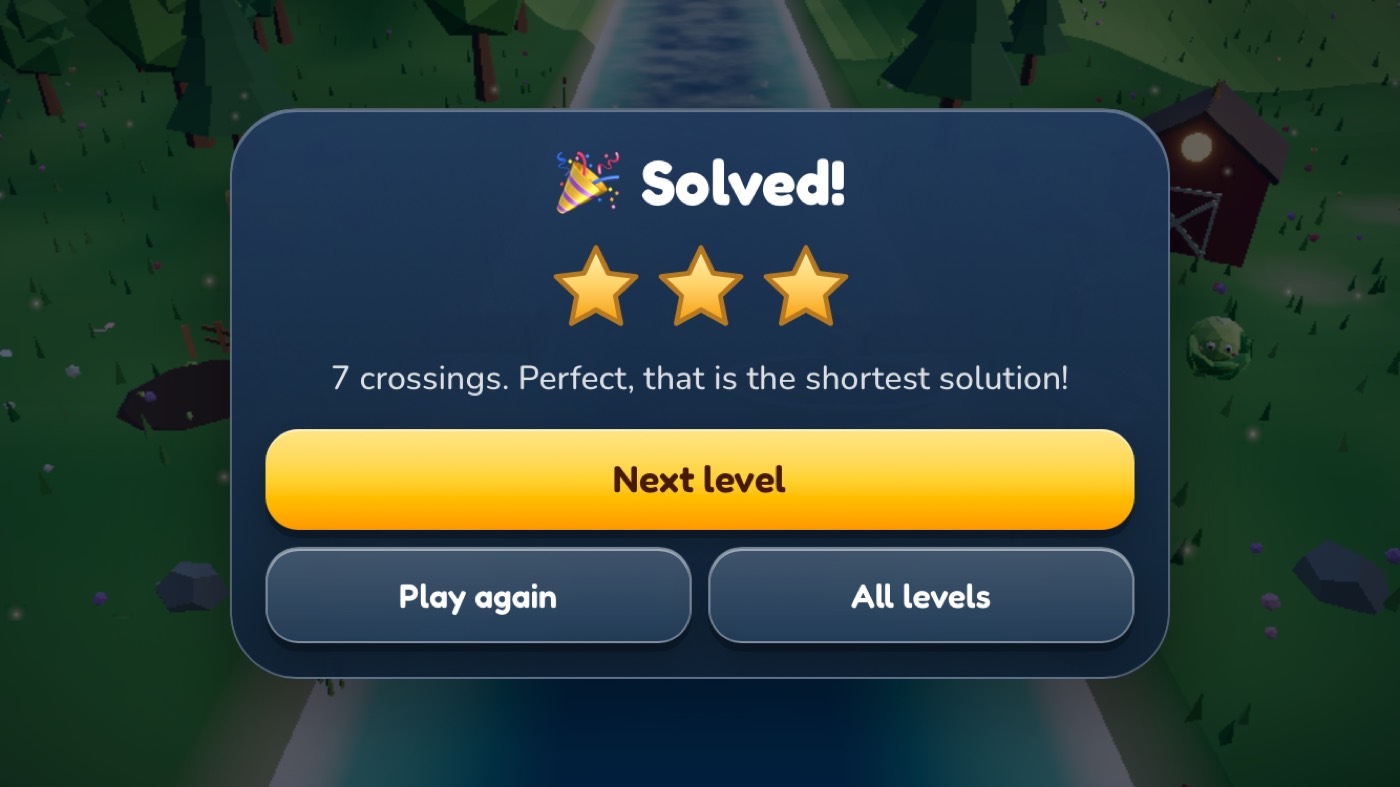 Solved!
7 crossings. Perfect, that is the shortest solution!
Next level
Play again
All levels